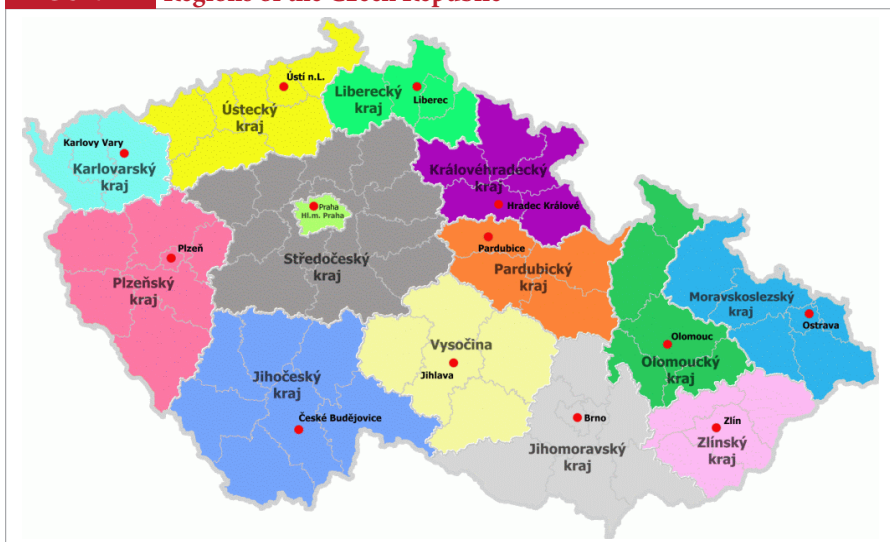 Regions of the Czech Republic
Ústí n.L.
Ústecký
kraj
Liberecký
kraj
Liberec
Karlovy Vary
Karlovarský
kraj
Královéhradecký
kraj
Hradec Králové
Praha
Hl.m. Praha
Středočeský
kraj
Plzeň
Plzeňský
kraj
Pardubice
Pardubický
kraj
Moravskoslezský
kraj
Ostrava
Olomouc
Olomoucký
kraj
Vysočina
Jihlava
Jihočeský
kraj
České Budějovice
Brno
Jihomoravský
kraj
Zlín
Zlínský
kraj